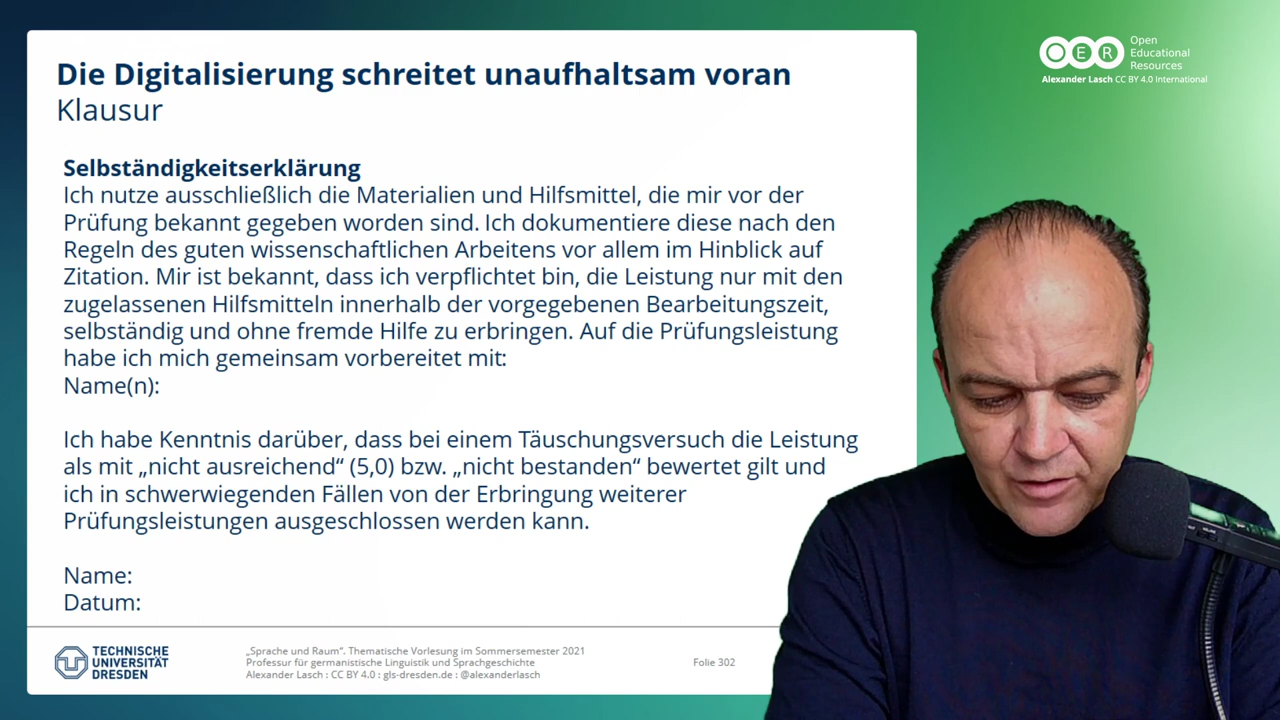 Die Digitalisierung schreitet unaufhaltsam voran
Klausur
Selbständigkeitserklärung
Ich nutze ausschließlich die Materialien und Hilfsmittel, die mir vor der
Prüfung bekannt gegeben worden sind. Ich dokumentiere diese nach den
Regeln des guten wissenschaftlichen Arbeitens vor allem im Hinblick auf
Zitation. Mir ist bekannt, dass ich verpflichtet bin, die Leistung nur mit den
zugelassenen Hilfsmitteln innerhalb der vorgegebenen Bearbeitungszeit,
selbständig und ohne fremde Hilfe zu erbringen. Auf die Prüfungsleistung
habe ich mich gemeinsam vorbereitet mit:
Name(n):
Ich habe Kenntnis darüber, dass bei einem Täuschungsversuch die Leistung
als mit „nicht ausreichend“ (5,0) bzw. „nicht bestanden“ bewertet gilt und
ich in schwerwiegenden Fällen von der Erbringung weiterer
Prüfungsleistungen ausgeschlossen werden kann.
Name:
Datum:
TECHNISCHE
UNIVERSITÄT
DRESDEN
„Sprache und Raum“. Thematische Vorlesung im Sommersemester 2021
Professur für germanistische Linguistik und Sprachgeschichte
Alexander Lasch : CC BY 4.0 : gls-dresden.de : @alexanderlasch
Folie 302
OER
Open
Educational
Resources
Alexander Lasch CC BY 4.0 International